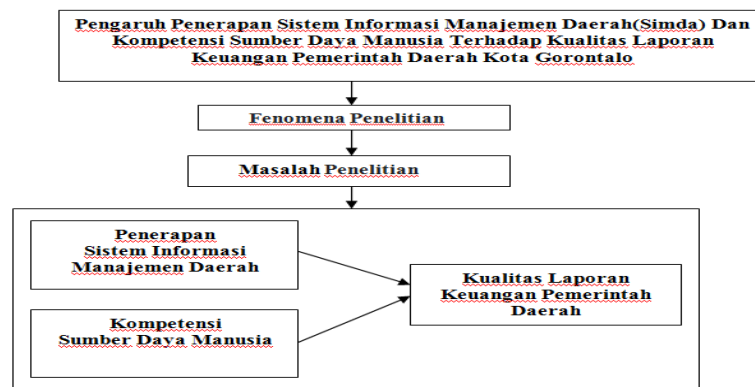 Pengaruh Penerapan Sistem Informasi Manajemen Daerah(Simda) Dan
Kompetensi Sumber Daya Manusia Terhadap Kualitas Laporan
Keuangan Pemerintah Daerah Kota Gorontalo
Fenomena Penelitian
Masalah Penelitian
Penerapan
Sistem Informasi
Manajemen Daerah
Kualitas Laporan
Keuangan Pemerintah
Daerah
Kompetensi
Sumber Daya Manusia